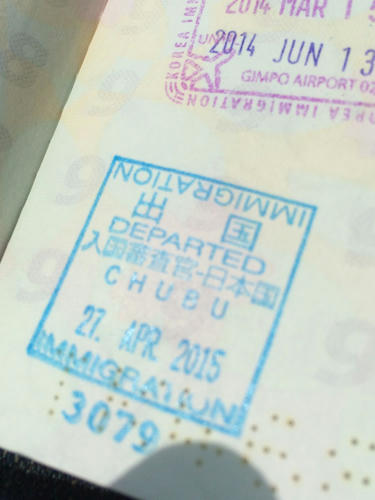 2014 MAR 1
2014 JUN 13
GIMPO AIRPORT 02
KOREA IMMIGRATION
IMMIGRATION
出国
DEPARTED
入国審査官-日本国
CHUBU
27. APR 2015
IMMIGRATION
3079